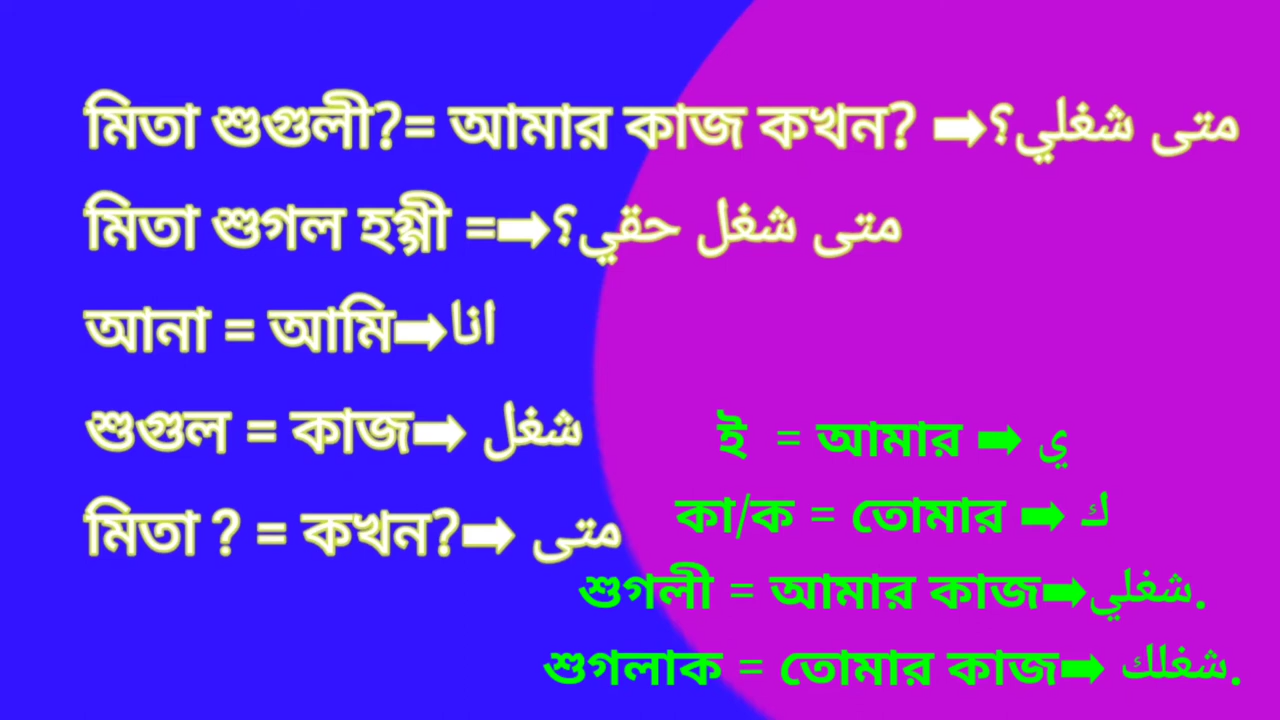 মিতা শুগুলী?= আমার কাজ কখন? ➡متى شغلي؟
মিতা শুগল হগ্গী =➡متى شغل حقي؟
আনা = আমি➡انا
শুগুল = কাজ➡ شغل
মিতা ? = কখন?➡ متى
ই = আমার ➡ ي
কা/ক = তোমার ➡ ك
শুগলী = আমার কাজ➡شغلي.
শুগলাক = তোমার কাজ➡ شغلك.